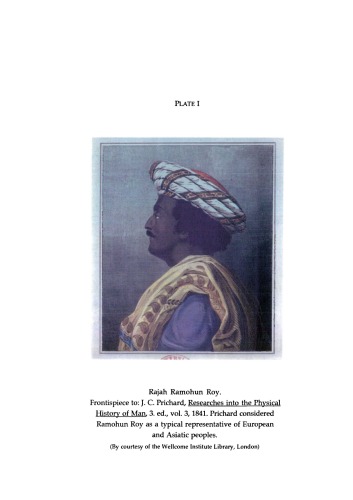 PLATE I
Rajah Ramohun Roy.
Frontispiece to: J. C. Prichard, Researches into the Physical
History of Man, 3. ed., vol. 3, 1841. Prichard considered
Ramohun Roy as a typical representative of European
and Asiatic peoples.
(By courtesy of the Wellcome Institute Library, London)